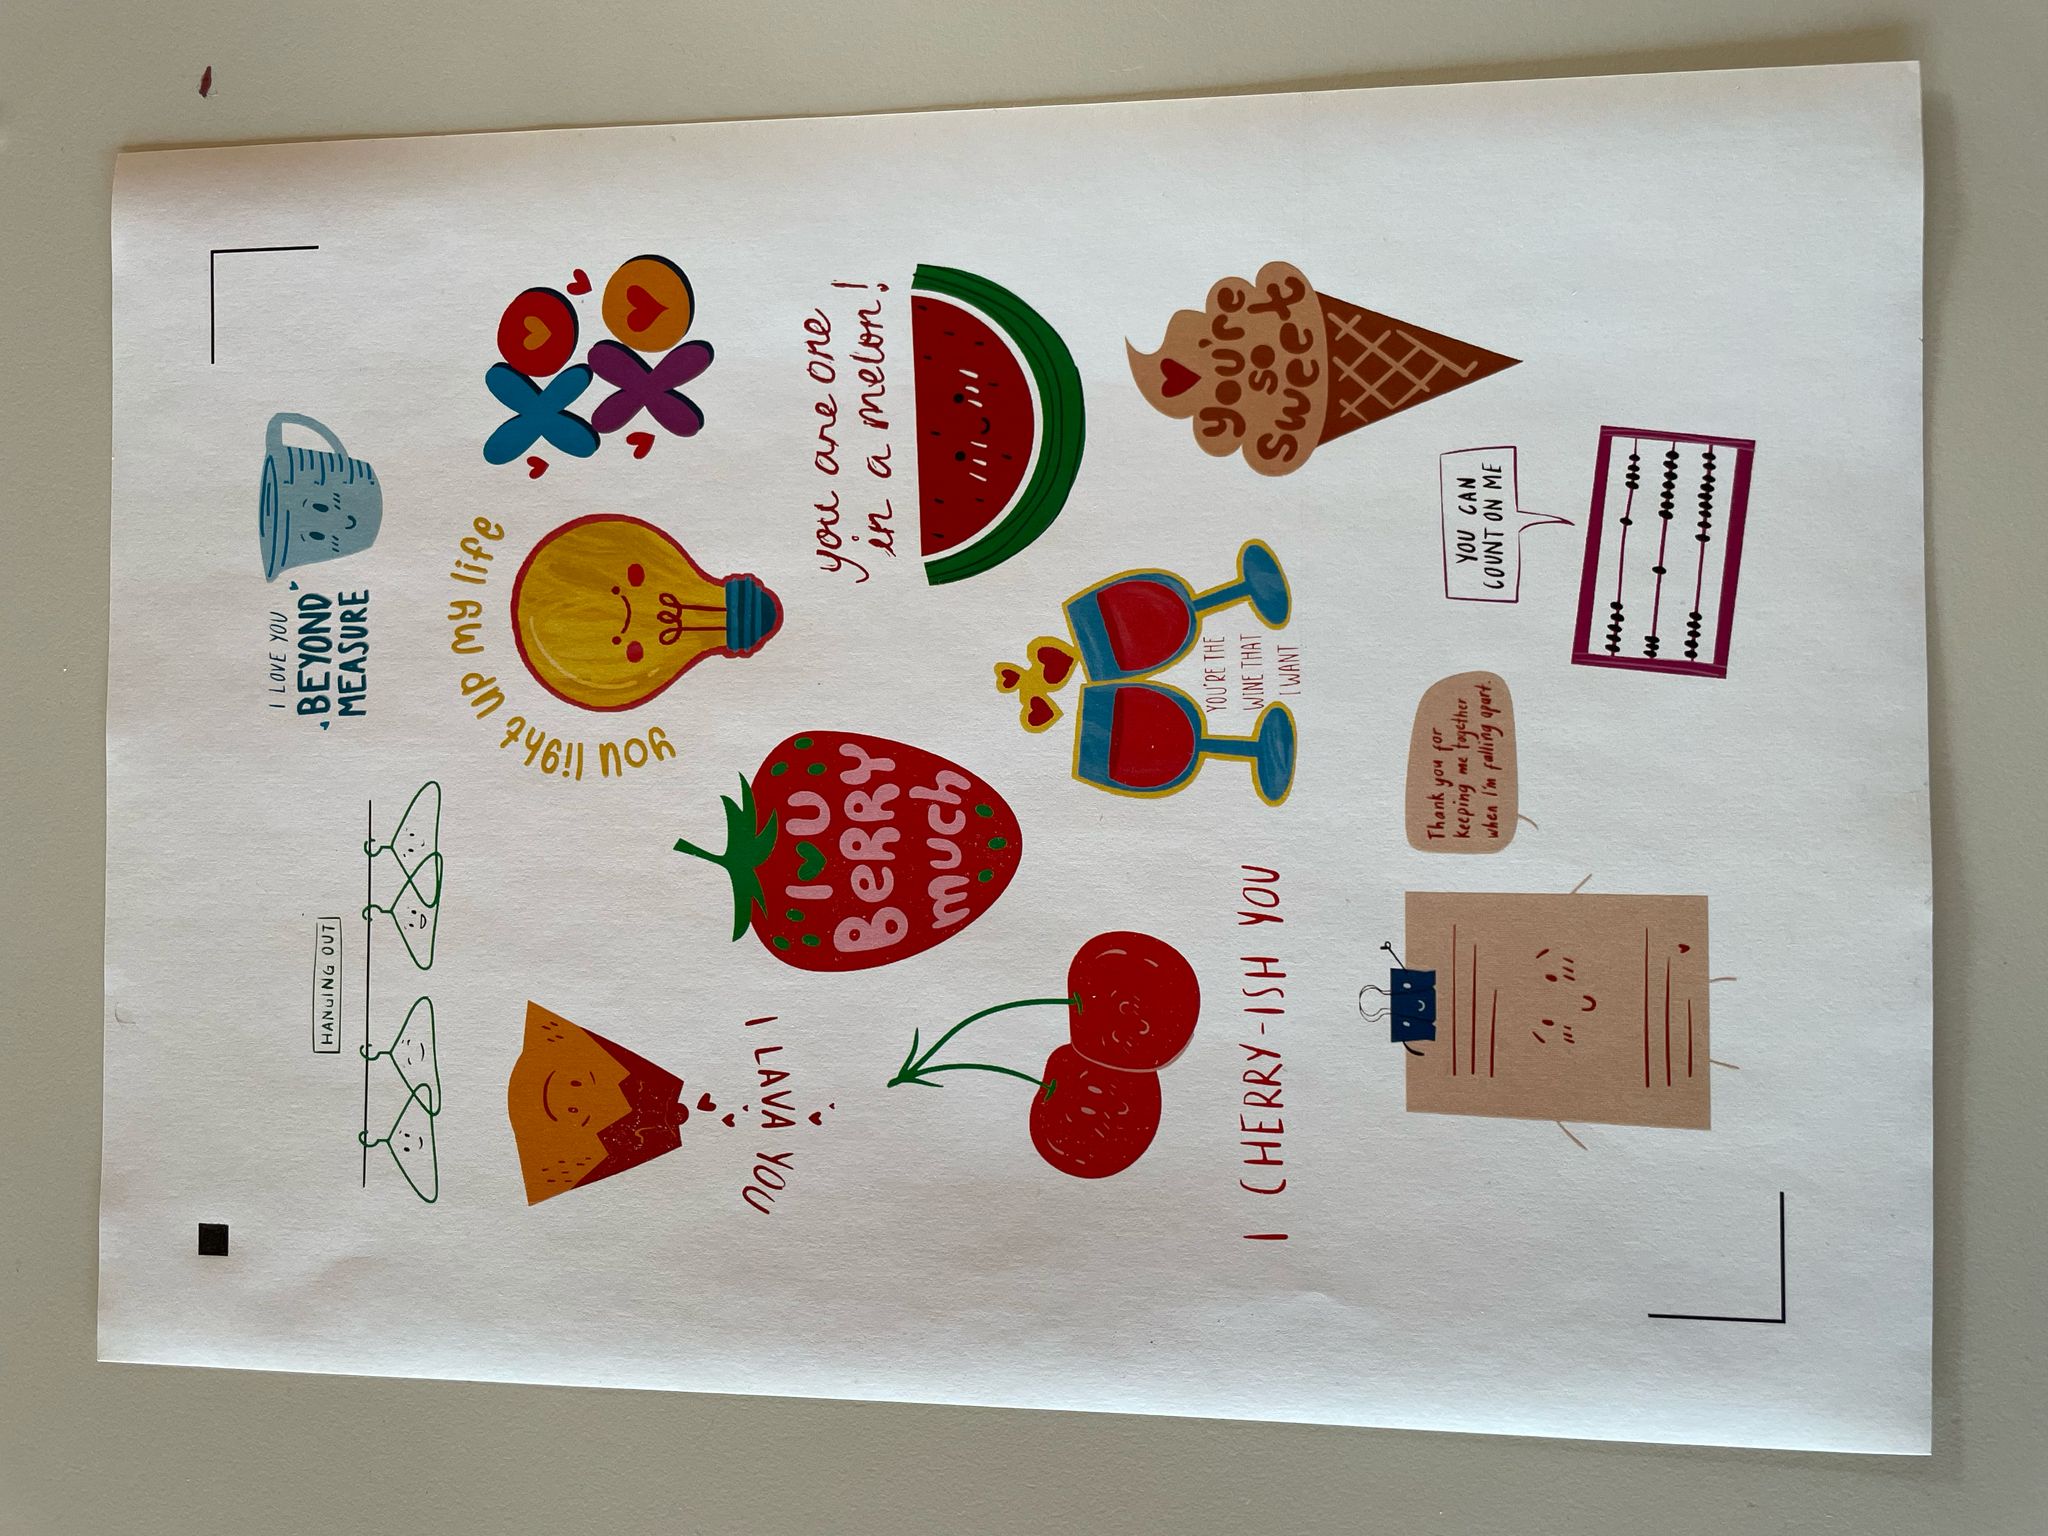 HANGING OUT
I LOVE YOU
BEYOND
MEASURE
I LAVA YOU
you light up my life
XO
XO
I U
BERRY
much
you are one
in a melon!
I CHERRY-ISH YOU
YOU'RE THE
WINE THAT
I WANT
you're
so
sweet
Thank you for
keeping me together
when I'm falling apart.
YOU CAN
COUNT ON ME